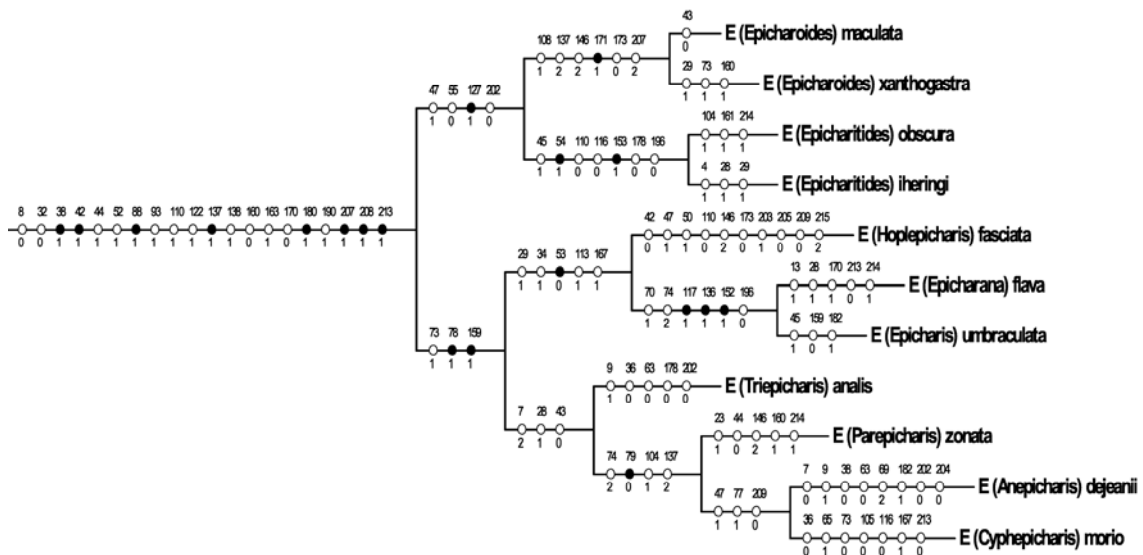 43
108 137 146 171 173 207
E (Epicharoides) maculata
0
1 2 2 1 0 2
29 73 160
E (Epicharoides) xanthogastra
47 55 127 202
1 1 1
1 0 1 0
104 161 214
E (Epicharitides) obscura
45 54 110 116 153 178 196
1 1 1
1 1 0 0 1 0 0
4 28 29
E (Epicharitides) iheringi
1 1 1
8 32 38 42 44 52 88 93 110 122 137 138 160 163 170 180 190 207 208 213
42 47 50 110 146 173 203 205 209 215
E (Hoplepicharis) fasciata
0 0 1 1 1 1 1 1 1 1 1 1 0 1 0 1 1 1 1 1
0 1 1 0 2 0 1 0 0 2
29 34 53 113 167
1 1 0 1 1
13 28 170 213 214
E (Epicharana) flava
70 74 117 136 152 196
1 1 1 0 1
1 2 1 1 1 0
45 159 182
E (Epicharis) umbraculata
73 78 159
1 0 1
1 1 1
9 36 63 178 202
E (Triepicharis) analis
1 0 0 0 0
7 28 43
23 44 146 160 214
E (Parepicharis) zonata
2 1 0
1 0 2 1 1
74 79 104 137
7 9 38 63 69 182 202 204
E (Anepicharis) dejeanii
2 0 1 2
0 1 0 0 2 1 0 0
47 77 209
36 65 73 105 116 167 213
E (Cyphepicharis) morio
1 1 0
0 1 0 0 0 1 0